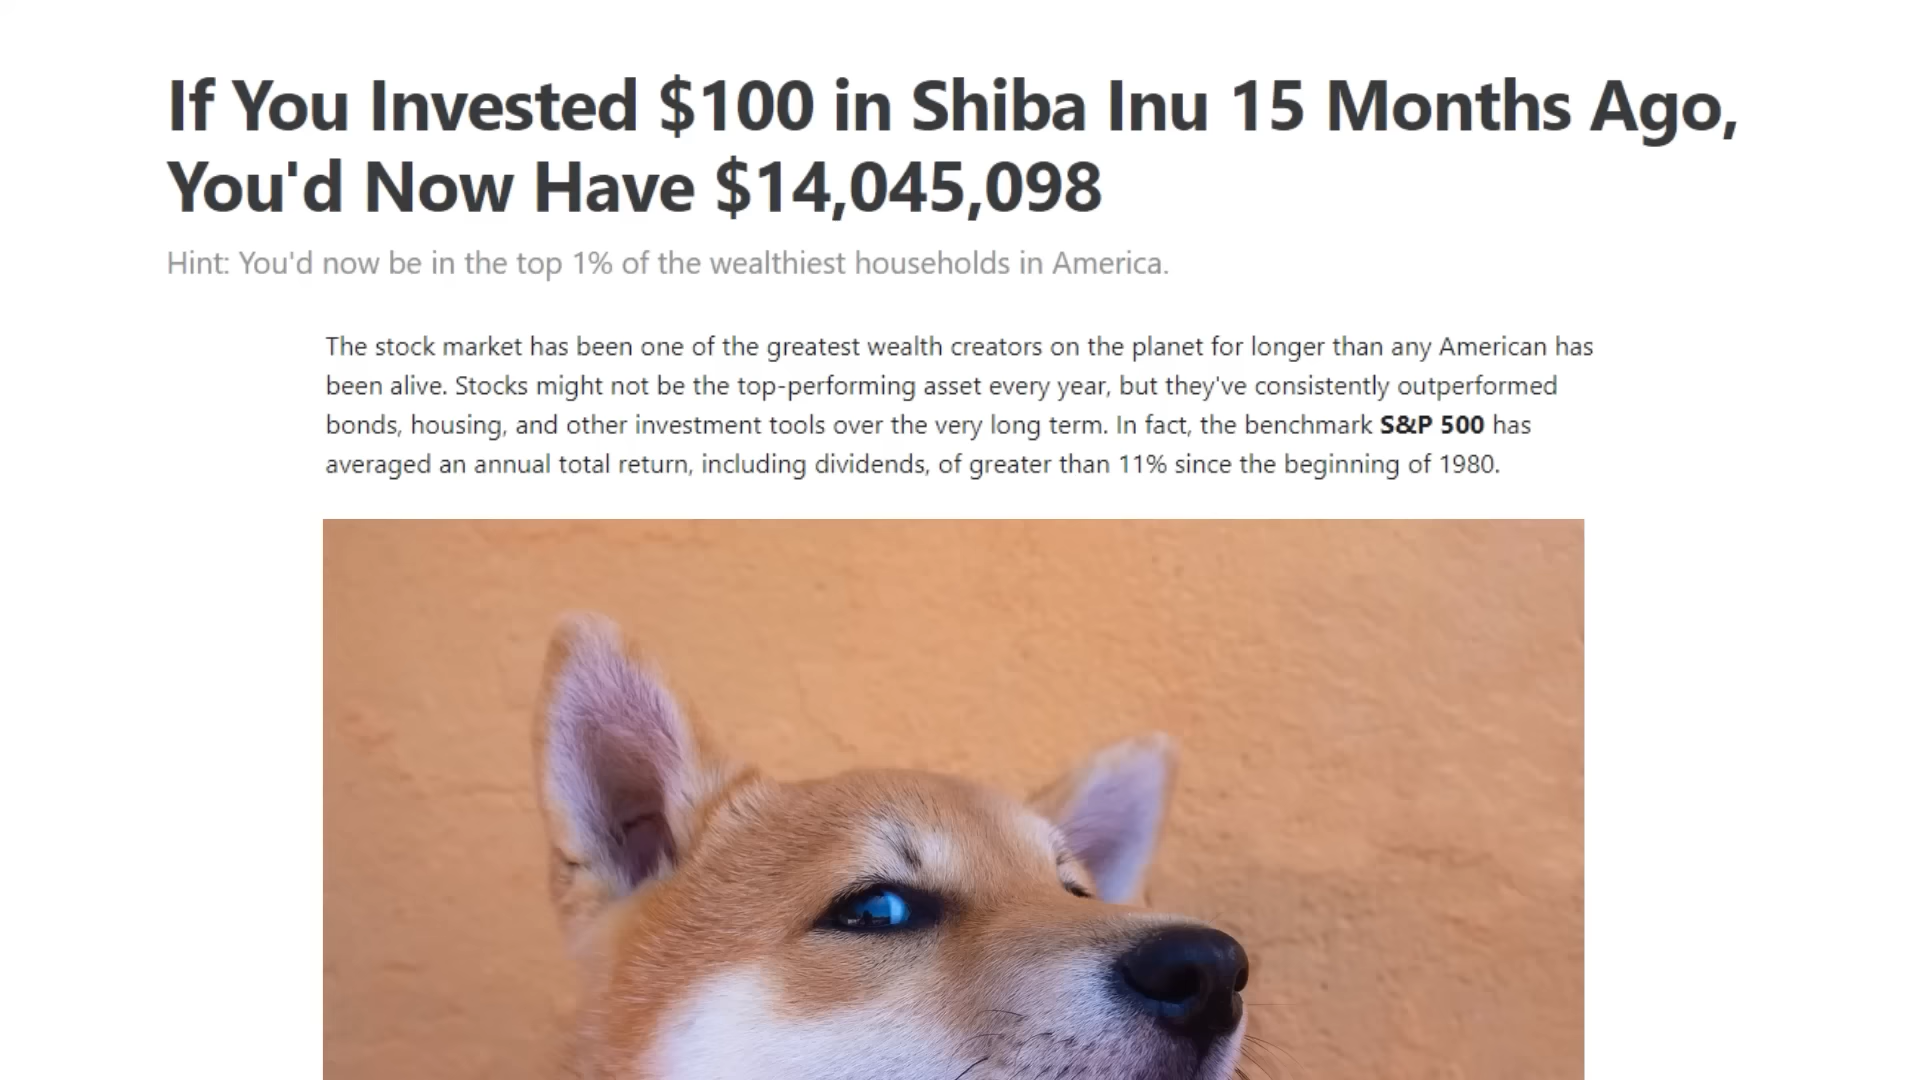 If You Invested $100 in Shiba Inu 15 Months Ago,
You'd Now Have $14,045,098
Hint: You'd now be in the top 1% of the wealthiest households in America.
The stock market has been one of the greatest wealth creators on the planet for longer than any American has
been alive. Stocks might not be the top-performing asset every year, but they've consistently outperformed
bonds, housing, and other investment tools over the very long term. In fact, the benchmark S&P 500 has
averaged an annual total return, including dividends, of greater than 11% since the beginning of 1980.